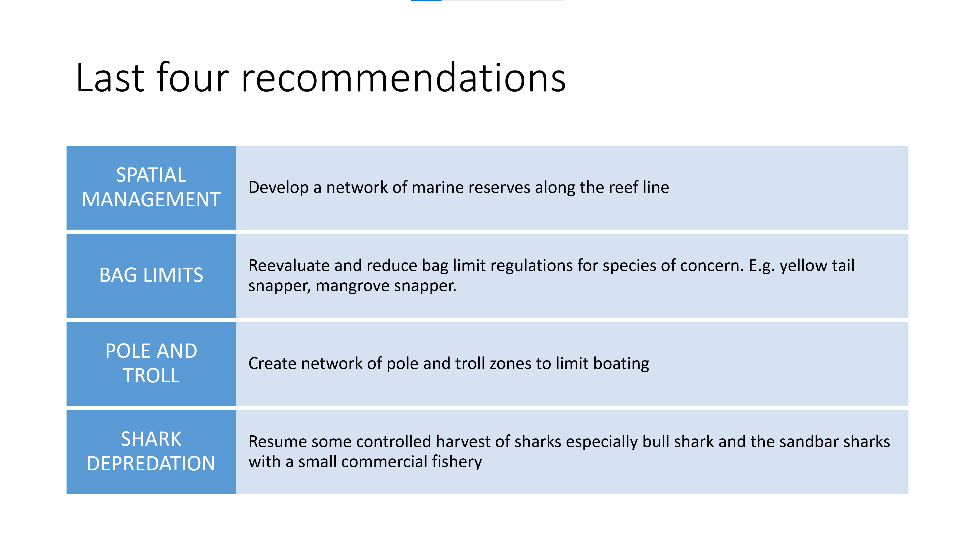 Last four recommendations
SPATIAL
MANAGEMENT
Develop a network of marine reserves along the reef line
BAG LIMITS
Reevaluate and reduce bag limit regulations for species of concern. E.g. yellow tail
snapper, mangrove snapper.
POLE AND
TROLL
Create network of pole and troll zones to limit boating
SHARK
DEPREDATION
Resume some controlled harvest of sharks especially bull shark and the sandbar sharks
with a small commercial fishery